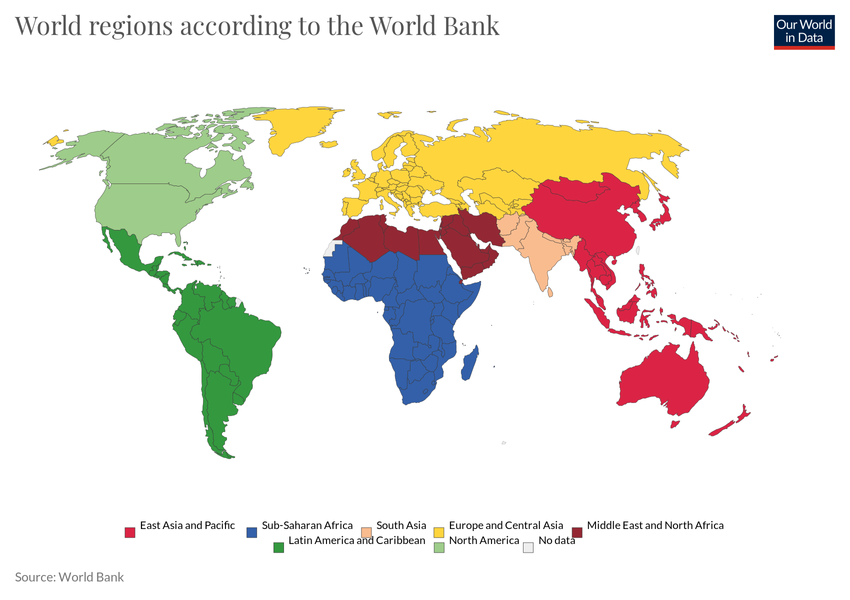 World regions according to the World Bank
Our World
in Data
East Asia and Pacific
Sub-Saharan Africa
South Asia
Europe and Central Asia
Middle East and North Africa
Latin America and Caribbean
North America
No data
Source: World Bank